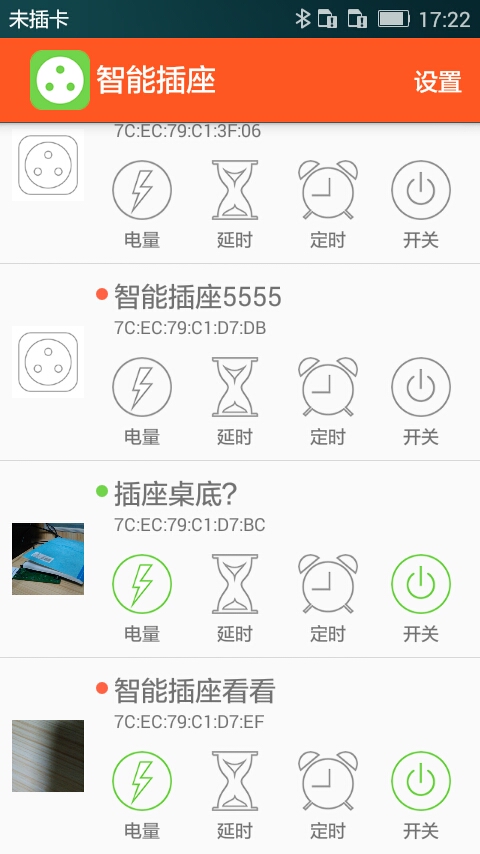 未插卡 17:22
智能插座 设置
7C:EC:79:C1:3F:06
电量 延时 定时 开关
智能插座5555
7C:EC:79:C1:D7:DB
电量 延时 定时 开关
插座桌底?
7C:EC:79:C1:D7:BC
电量 延时 定时 开关
智能插座看看
7C:EC:79:C1:D7:EF
电量 延时 定时 开关